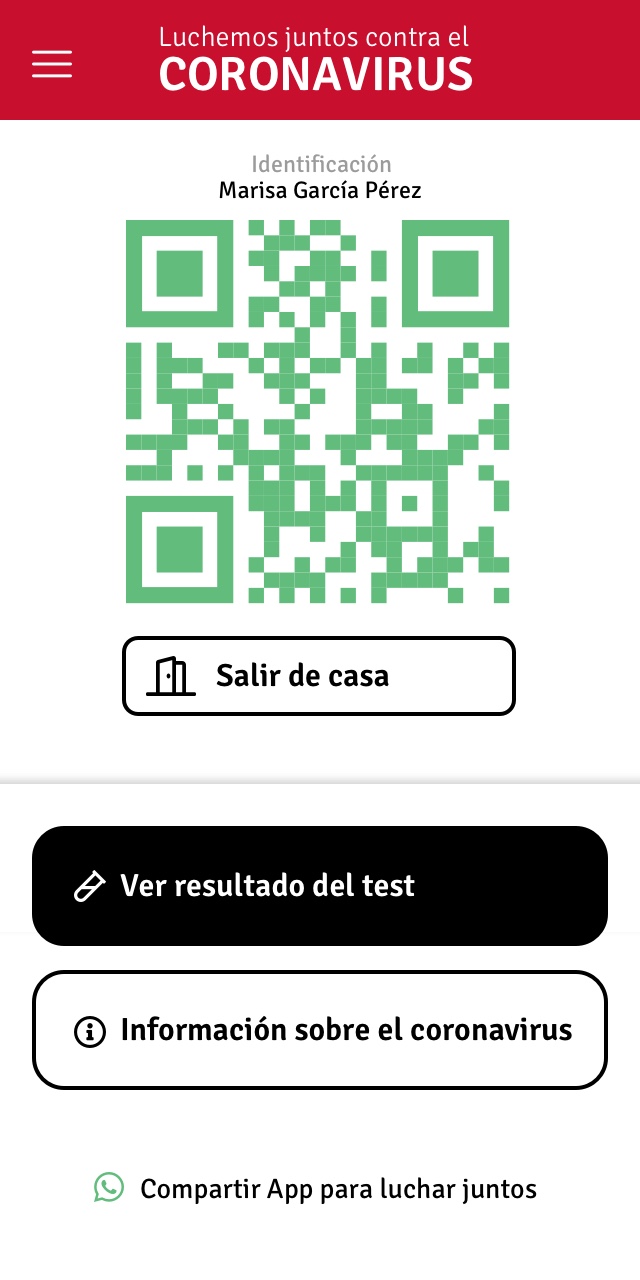 Luchemos juntos contra el
CORONAVIRUS
Identificación
Marisa García Pérez
Salir de casa
Ver resultado del test
Información sobre el coronavirus
Compartir App para luchar juntos